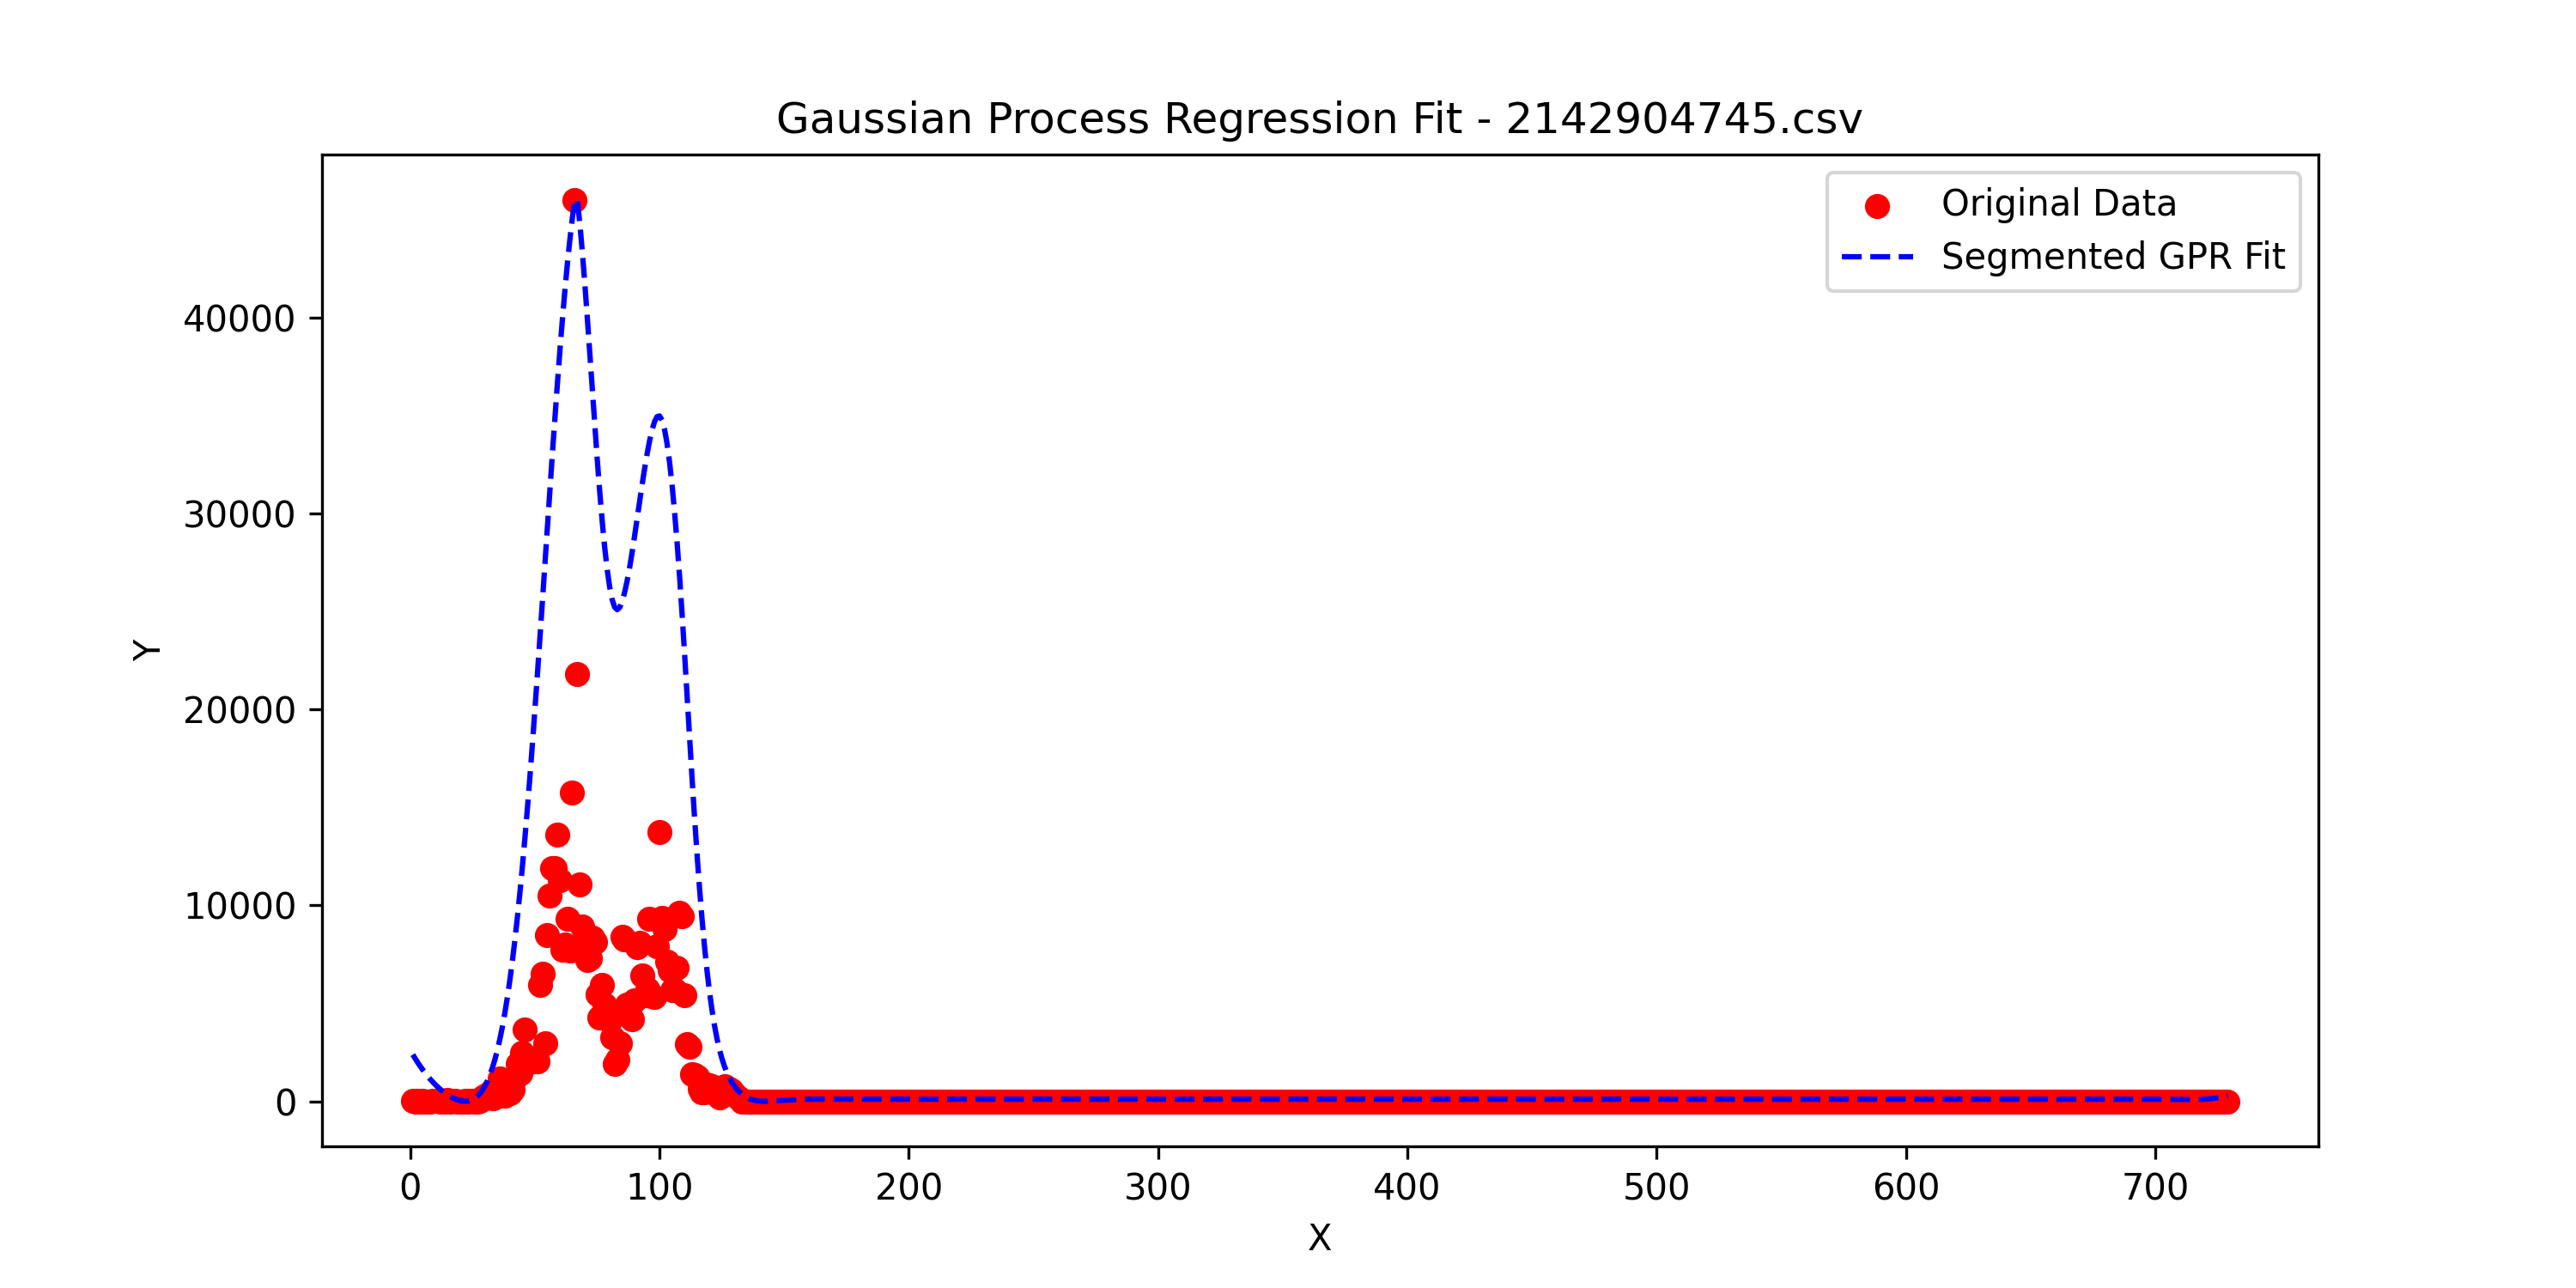 Gaussian Process Regression Fit - 2142904745.csv
Original Data
Segmented GPR Fit
Y
40000
30000
20000
10000
0
0 100 200 300 400 500 600 700
X